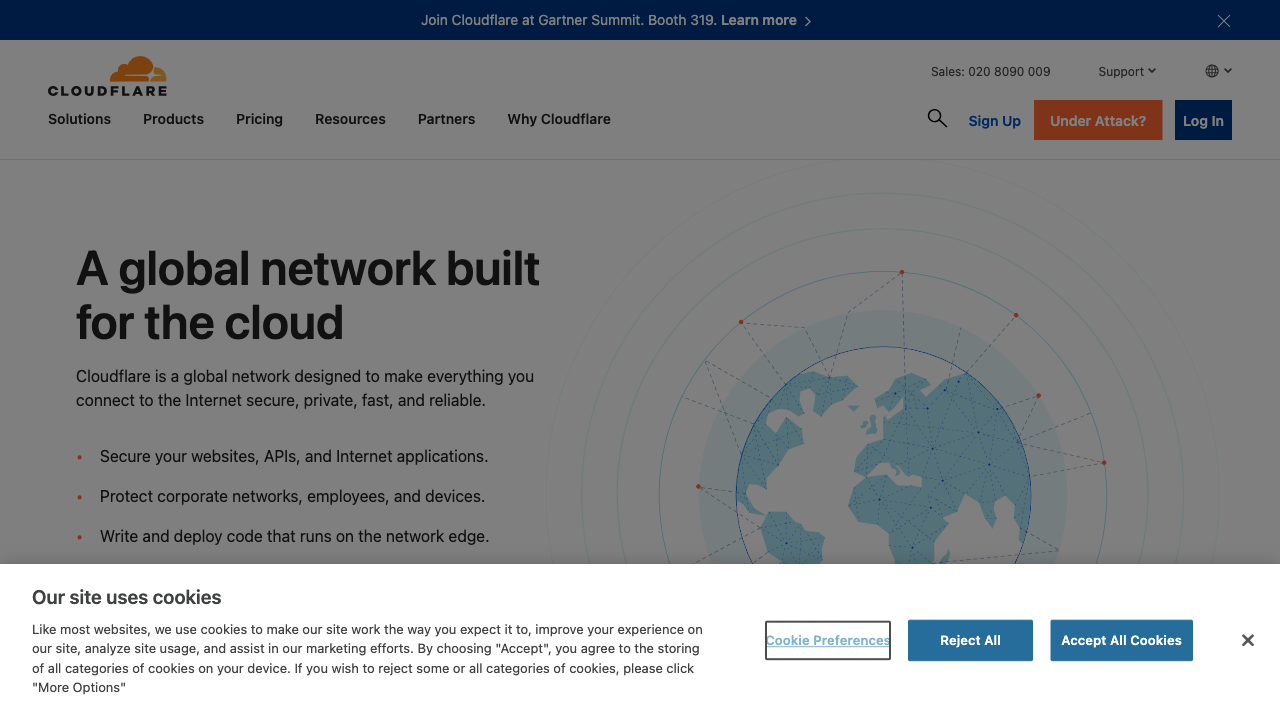 Join Cloudflare at Gartner Summit. Booth 319. Learn more
CLOUDFLARE
Sales: 020 8090 009
Support
Solutions
Products
Pricing
Resources
Partners
Why Cloudflare
Sign Up
Under Attack?
Log In
A global network built
for the cloud
Cloudflare is a global network designed to make everything you
connect to the Internet secure, private, fast, and reliable.
Secure your websites, APIs, and Internet applications.
Protect corporate networks, employees, and devices.
Write and deploy code that runs on the network edge.
Our site uses cookies
Like most websites, we use cookies to make our site work the way you expect it to, improve your experience on
our site, analyze site usage, and assist in our marketing efforts. By choosing "Accept", you agree to the storing
of all categories of cookies on your device. If you wish to reject some or all categories of cookies, please click
"More Options"
Cookie Preferences
Reject All
Accept All Cookies